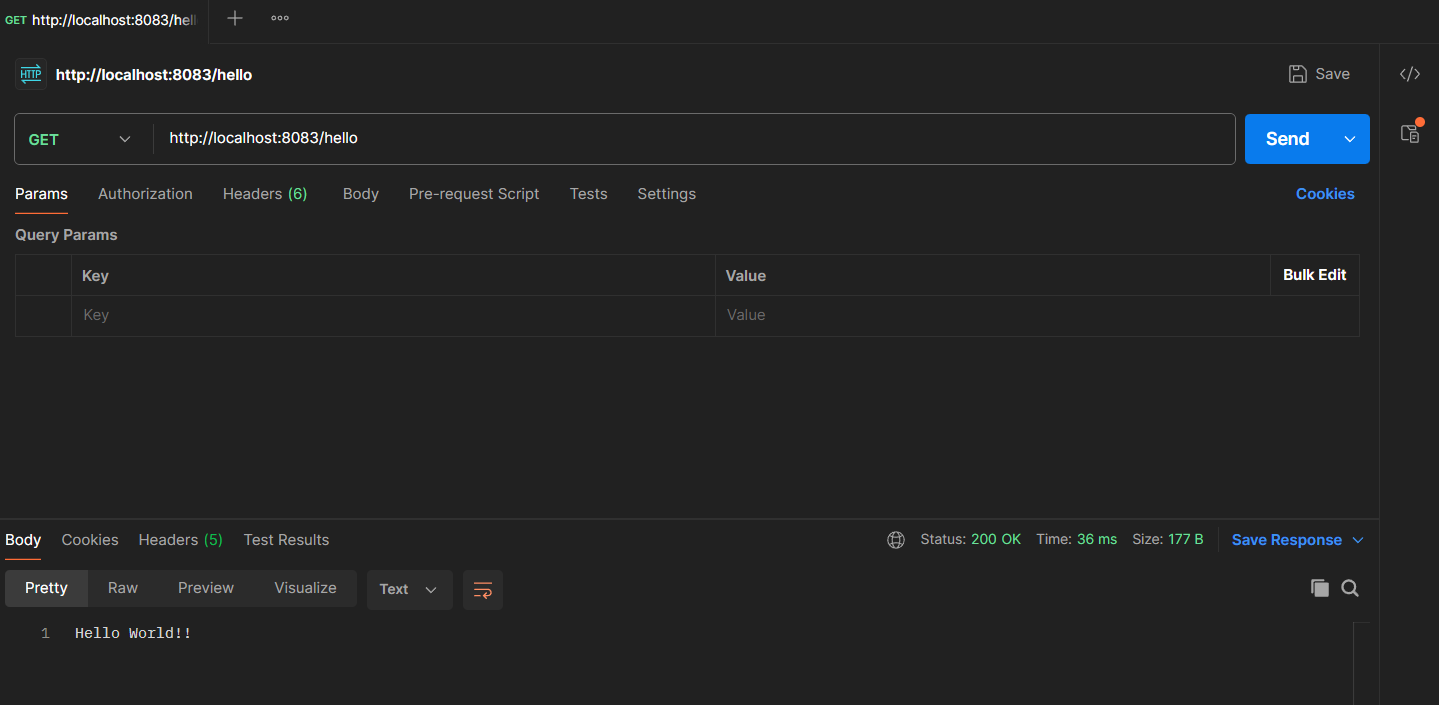 GET http://localhost:8083/hel
HTTP http://localhost:8083/hello Save
GET http://localhost:8083/hello Send
Params Authorization Headers (6) Body Pre-request Script Tests Settings Cookies
Query Params
Key Value Bulk Edit
Key Value
Body Cookies Headers (5) Test Results Status: 200 OK Time: 36 ms Size: 177 B Save Response
Pretty Raw Preview Visualize Text
1 Hello World!!